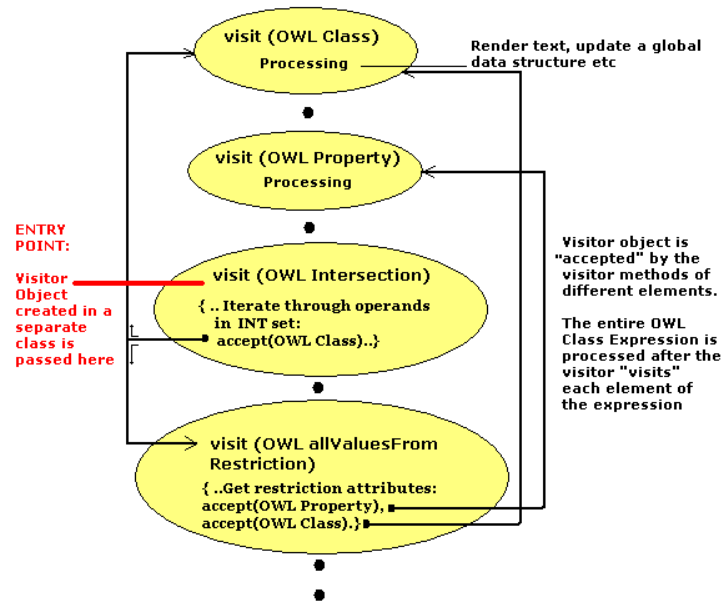 visit (OWL Class)
Processing
Render text, update a global
data structure etc
visit (OWL Property)
Processing
ENTRY
POINT:
Visitor
Object
created in a
separate
class is
passed here
visit (OWL Intersection)
{ .. Iterate through operands
in INT set:
accept(OWL Class)..}
Visitor object is
"accepted" by the
visitor methods of
different elements.
The entire OWL
Class Expression is
processed after the
visitor "visits"
each element of
the expression
visit (OWL allValuesFrom
Restriction)
{ ..Get restriction attributes:
accept(OWL Property),
accept(OWL Class).}